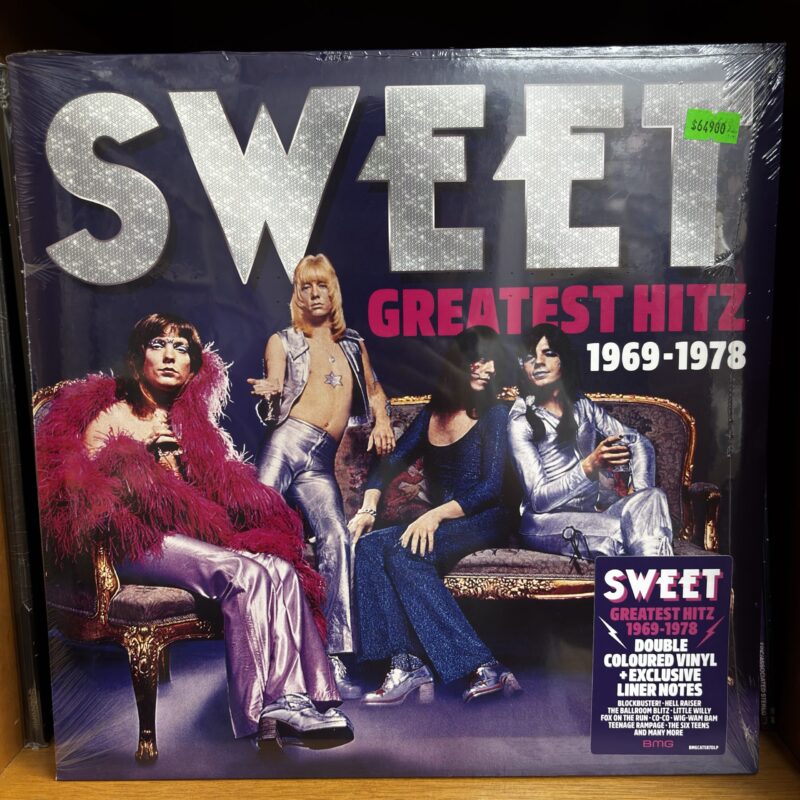 SWEET
$64900
GREATEST HITZ
1969-1978
SWEET
GREATEST HITZ
1969-1978
DOUBLE
COLOURED VINYL
+ EXCLUSIVE
LINER NOTES
BLOCKBUSTER! • HELL RAISER
THE BALLROOM BLITZ • LITTLE WILLY
FOX ON THE RUN • CO-CO • WIG-WAM BAM
TEENAGE RAMPAGE • THE SIX TEENS
AND MANY MORE
BMG